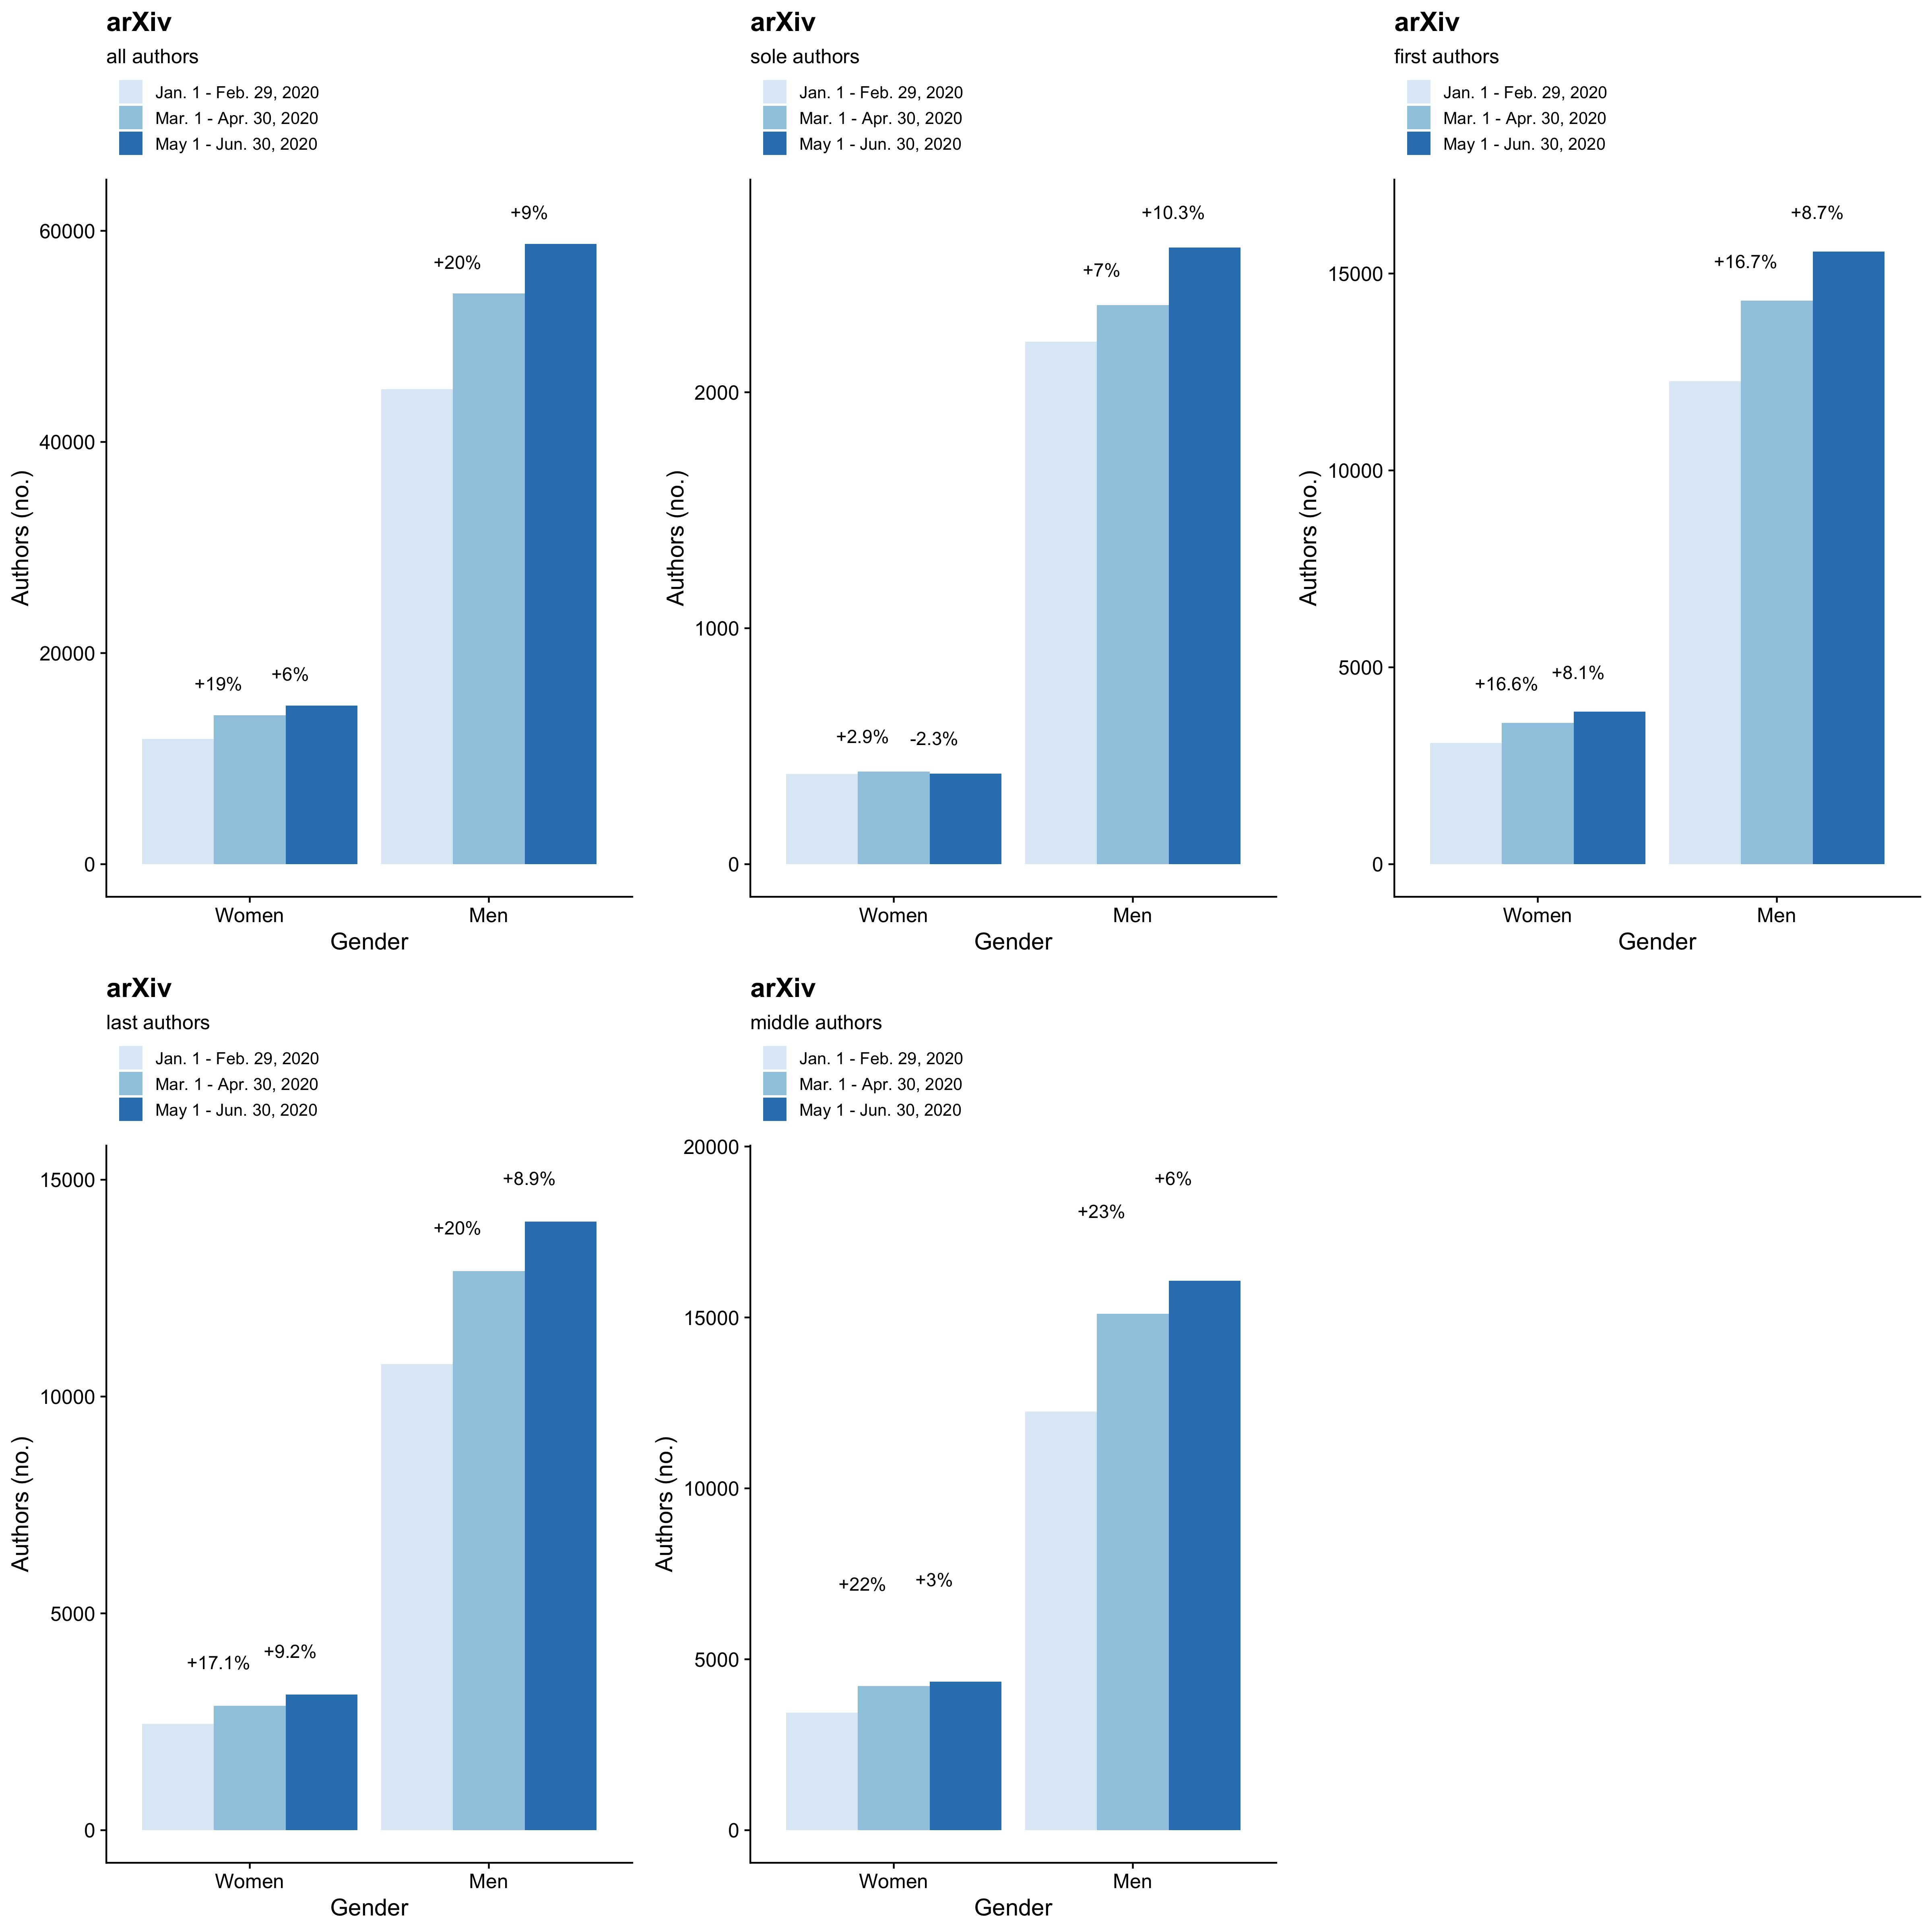 arXiv
all authors
Jan. 1 - Feb. 29, 2020
Mar. 1 - Apr. 30, 2020
May 1 - Jun. 30, 2020
+9%
60000
+20%
40000
Authors (no.)
20000
+19%
+6%
0
Women
Men
Gender
arXiv
sole authors
Jan. 1 - Feb. 29, 2020
Mar. 1 - Apr. 30, 2020
May 1 - Jun. 30, 2020
+10.3%
+7%
2000
Authors (no.)
1000
+2.9%
-2.3%
0
Women
Men
Gender
arXiv
first authors
Jan. 1 - Feb. 29, 2020
Mar. 1 - Apr. 30, 2020
May 1 - Jun. 30, 2020
+8.7%
+16.7%
15000
10000
Authors (no.)
5000
+16.6%
+8.1%
0
Women
Men
Gender
arXiv
last authors
Jan. 1 - Feb. 29, 2020
Mar. 1 - Apr. 30, 2020
May 1 - Jun. 30, 2020
15000
+8.9%
+20%
10000
Authors (no.)
5000
+17.1%
+9.2%
0
Women
Men
Gender
arXiv
middle authors
Jan. 1 - Feb. 29, 2020
Mar. 1 - Apr. 30, 2020
May 1 - Jun. 30, 2020
20000
+6%
+23%
15000
10000
Authors (no.)
+22%
+3%
5000
0
Women
Men
Gender